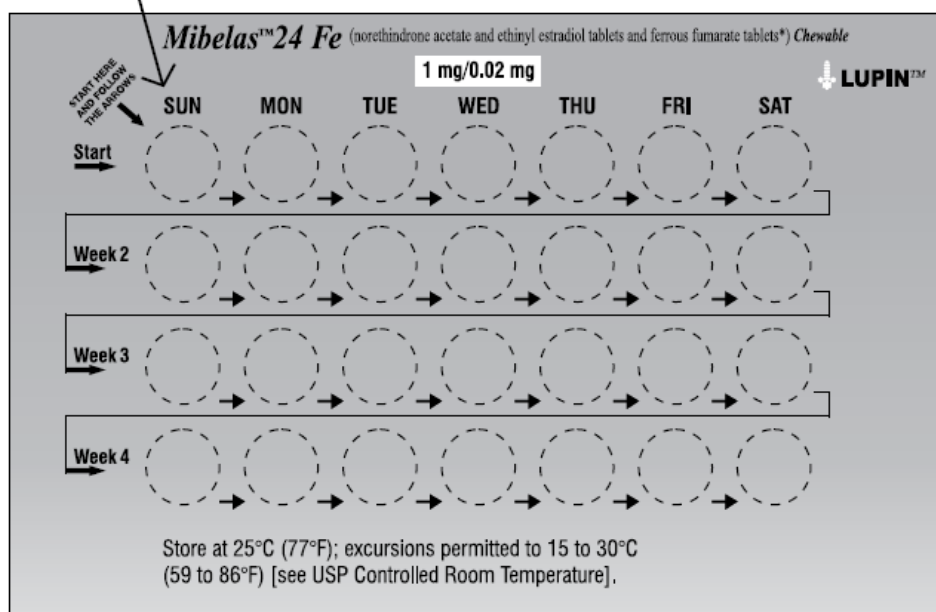 Mibelas™24 Fe (norethindrone acetate and ethinyl estradiol tablets and ferrous fumarate tablets*) Chewable
1 mg/0.02 mg
LUPIN™
START HERE
AND FOLLOW
THE ARROWS
SUN MON TUE WED THU FRI SAT
Start
Week 2
Week 3
Week 4
Store at 25°C (77°F); excursions permitted to 15 to 30°C
(59 to 86°F) [see USP Controlled Room Temperature].